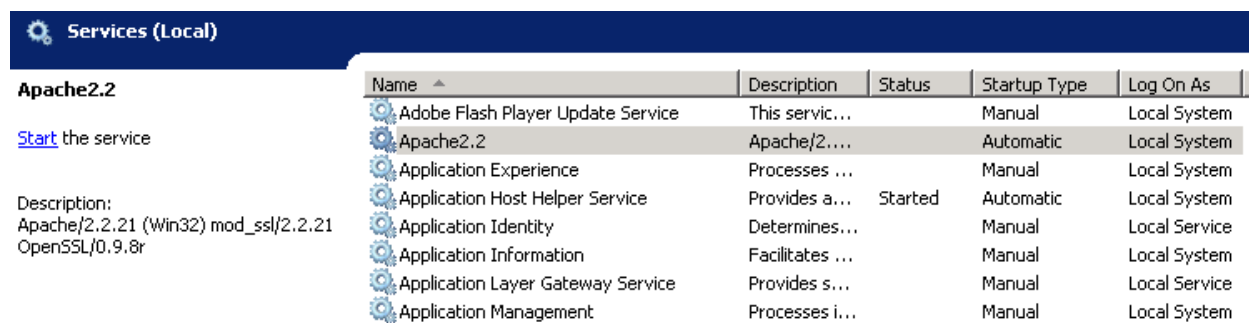 Services (Local)
Apache2.2
Start the service
Description:
Apache/2.2.21 (Win32) mod_ssl/2.2.21
OpenSSL/0.9.8r
Name Description Status Startup Type Log On As
Adobe Flash Player Update Service This servic... Manual Local System
Apache2.2 Apache/2.... Automatic Local System
Application Experience Processes ... Manual Local System
Application Host Helper Service Provides a... Started Automatic Local System
Application Identity Determines... Manual Local Service
Application Information Facilitates ... Manual Local System
Application Layer Gateway Service Provides s... Manual Local Service
Application Management Processes i... Manual Local System